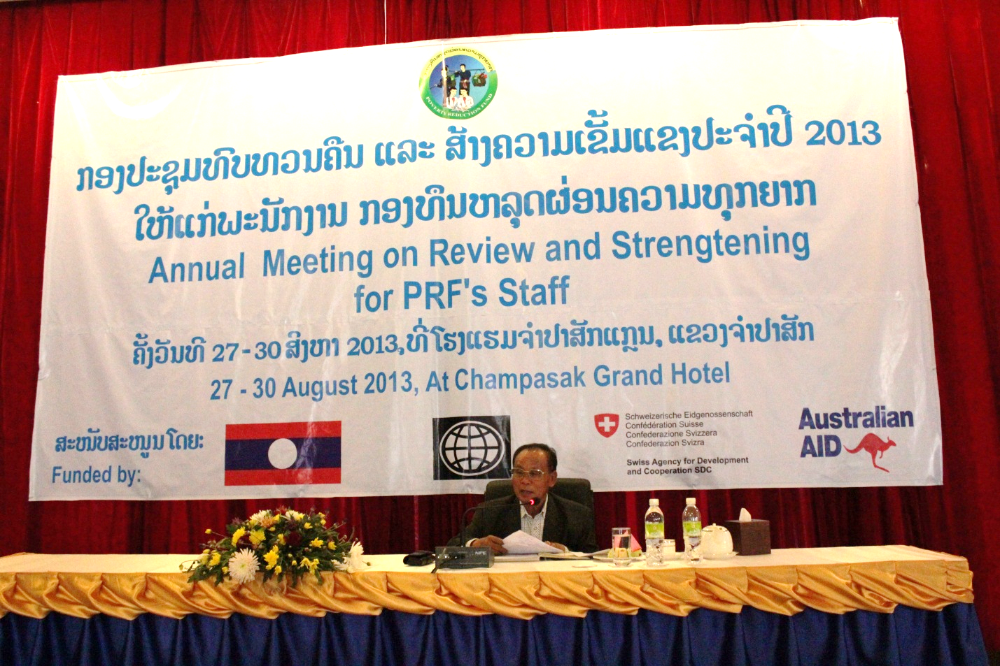 POVERTY REDUCTION FUND
ກອງປະຊຸມທົບທວນຄືນ ແລະ ສ້າງຄວາມເຂັ້ມແຂງປະຈຳປີ 2013
ໃຫ້ແກ່ພະນັກງານ ກອງທຶນຫລຸດຜ່ອນຄວາມທຸກຍາກ
Annual Meeting on Review and Strengtening
for PRF's Staff
ຄັ້ງວັນທີ 27-30 ສິງຫາ 2013, ທີ່ໂຮງແຮມຈຳປາສັກແກຼນ, ແຂວງຈຳປາສັກ
27 - 30 August 2013, At Champasak Grand Hotel
ສະໜັບສະໜູນໂດຍ:
Funded by:
Schweizerische Eidgenossenschaft
Confédération Suisse
Confederazione Svizzera
Confederaziun Svizra
Swiss Agency for Development
and Cooperation SDC
Australian
AID